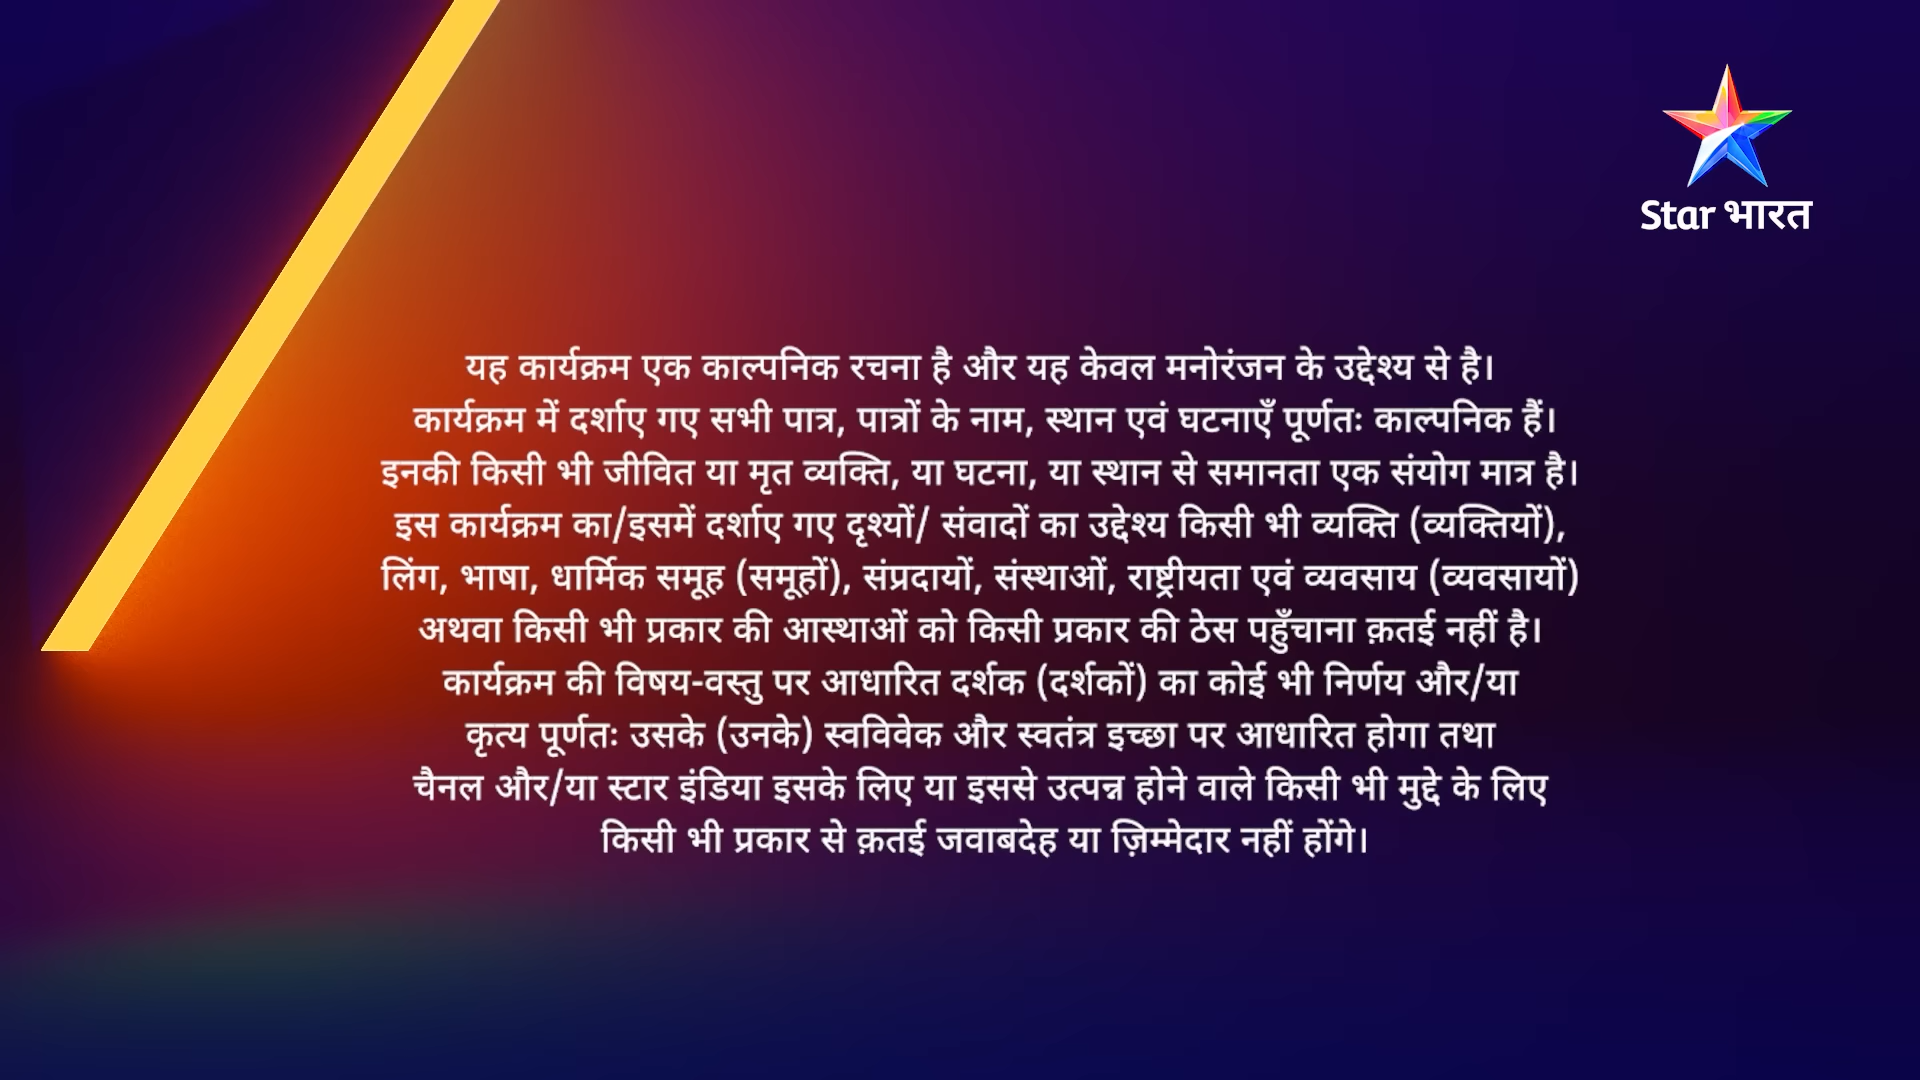 Star भारत
यह कार्यक्रम एक काल्पनिक रचना है और यह केवल मनोरंजन के उद्देश्य से है।
कार्यक्रम में दर्शाए गए सभी पात्र, पात्रों के नाम, स्थान एवं घटनाएँ पूर्णतः काल्पनिक हैं।
इनकी किसी भी जीवित या मृत व्यक्ति, या घटना, या स्थान से समानता एक संयोग मात्र है।
इस कार्यक्रम का/इसमें दर्शाए गए दृश्यों/ संवादों का उद्देश्य किसी भी व्यक्ति (व्यक्तियों),
लिंग, भाषा, धार्मिक समूह (समूहों), संप्रदायों, संस्थाओं, राष्ट्रीयता एवं व्यवसाय (व्यवसायों)
अथवा किसी भी प्रकार की आस्थाओं को किसी प्रकार की ठेस पहुँचाना क़तई नहीं है।
कार्यक्रम की विषय-वस्तु पर आधारित दर्शक (दर्शकों) का कोई भी निर्णय और/या
कृत्य पूर्णतः उसके (उनके) स्वविवेक और स्वतंत्र इच्छा पर आधारित होगा तथा
चैनल और/या स्टार इंडिया इसके लिए या इससे उत्पन्न होने वाले किसी भी मुद्दे के लिए
किसी भी प्रकार से क़तई जवाबदेह या ज़िम्मेदार नहीं होंगे।